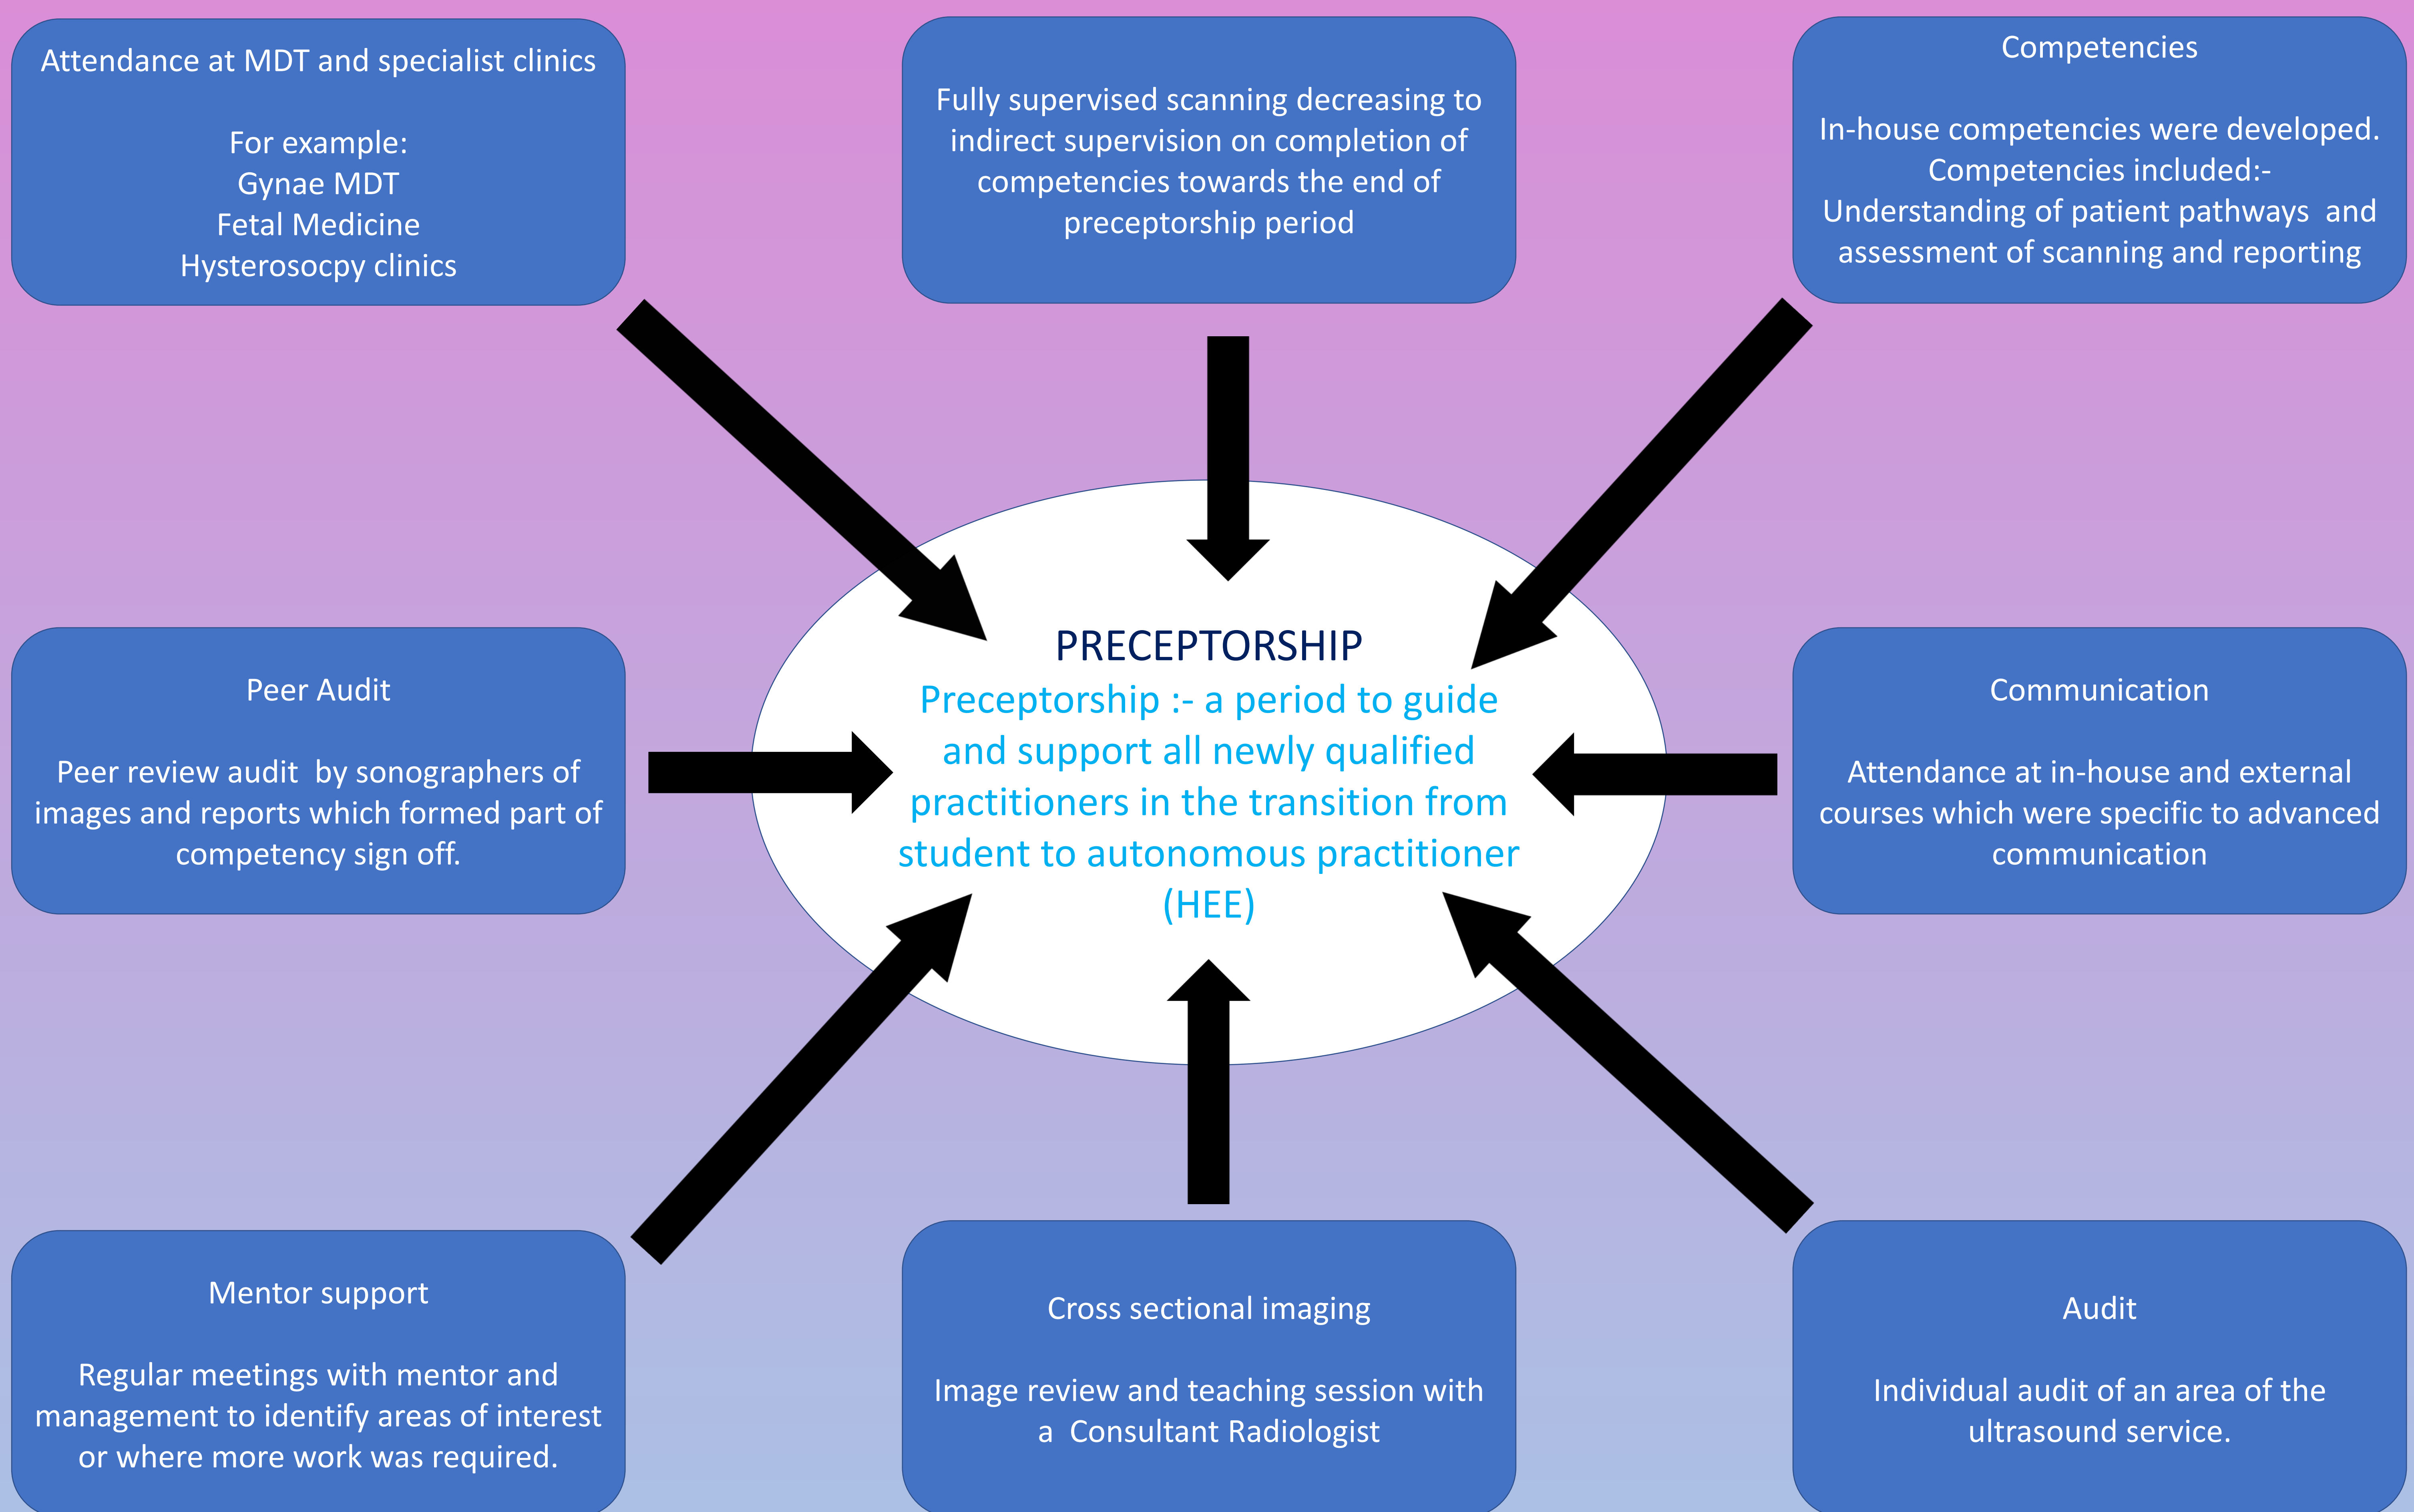 Attendance at MDT and specialist clinics
For example:
Gynae MDT
Fetal Medicine
Hysterosocpy clinics
Fully supervised scanning decreasing to
indirect supervision on completion of
competencies towards the end of
preceptorship period
Competencies
In-house competencies were developed.
Competencies included:-
Understanding of patient pathways  and
assessment of scanning and reporting
Peer Audit
Peer review audit  by sonographers of
images and reports which formed part of
competency sign off.
PRECEPTORSHIP
Preceptorship :- a period to guide
and support all newly qualified
practitioners in the transition from
student to autonomous practitioner
(HEE)
Communication
Attendance at in-house and external
courses which were specific to advanced
communication
Mentor support
Regular meetings with mentor and
management to identify areas of interest
or where more work was required.
Cross sectional imaging
Image review and teaching session with
a  Consultant Radiologist
Audit
Individual audit of an area of the
ultrasound service.